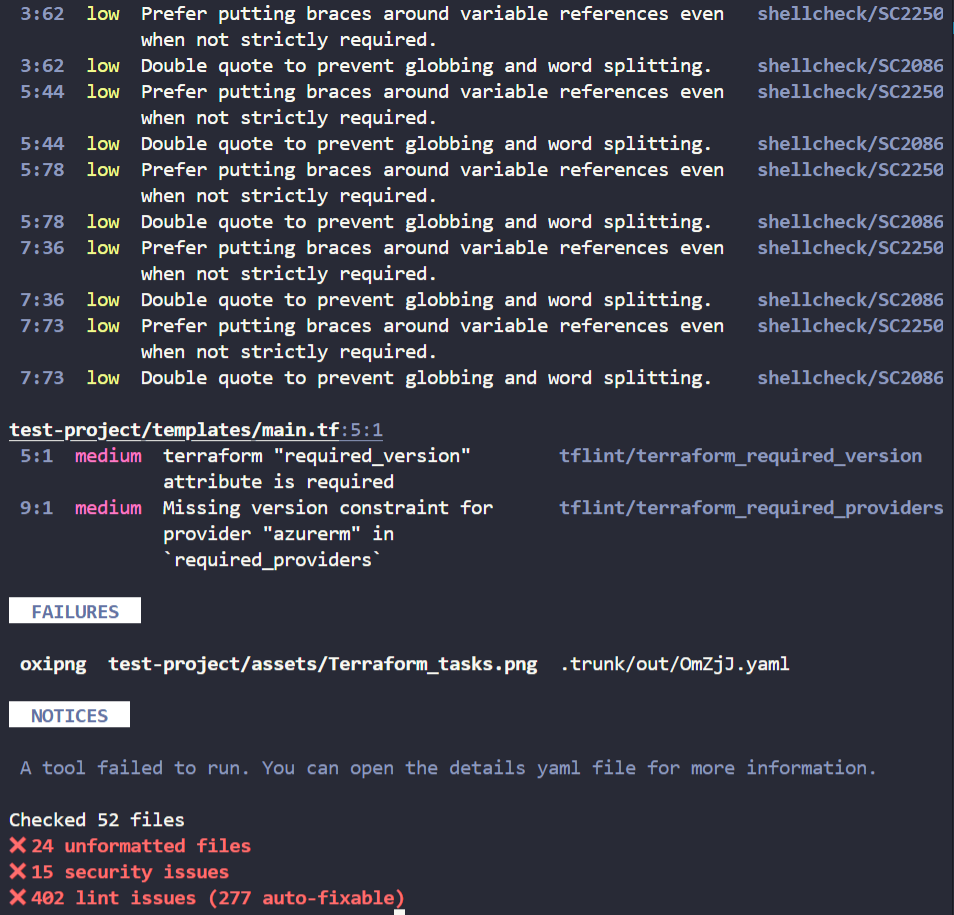 3:62 low Prefer putting braces around variable references even shellcheck/SC2250
when not strictly required.
3:62 low Double quote to prevent globbing and word splitting. shellcheck/SC2086
5:44 low Prefer putting braces around variable references even shellcheck/SC2250
when not strictly required.
5:44 low Double quote to prevent globbing and word splitting. shellcheck/SC2086
5:78 low Prefer putting braces around variable references even shellcheck/SC2250
when not strictly required.
5:78 low Double quote to prevent globbing and word splitting. shellcheck/SC2086
7:36 low Prefer putting braces around variable references even shellcheck/SC2250
when not strictly required.
7:36 low Double quote to prevent globbing and word splitting. shellcheck/SC2086
7:73 low Prefer putting braces around variable references even shellcheck/SC2250
when not strictly required.
7:73 low Double quote to prevent globbing and word splitting. shellcheck/SC2086
test-project/templates/main.tf:5:1
5:1 medium terraform "required_version" tflint/terraform_required_version
attribute is required
9:1 medium Missing version constraint for tflint/terraform_required_providers
provider "azurerm" in
`required_providers`
FAILURES
oxipng test-project/assets/Terraform_tasks.png .trunk/out/OmZjJ.yaml
NOTICES
A tool failed to run. You can open the details yaml file for more information.
Checked 52 files
✖ 24 unformatted files
✖ 15 security issues
✖ 402 lint issues (277 auto-fixable)